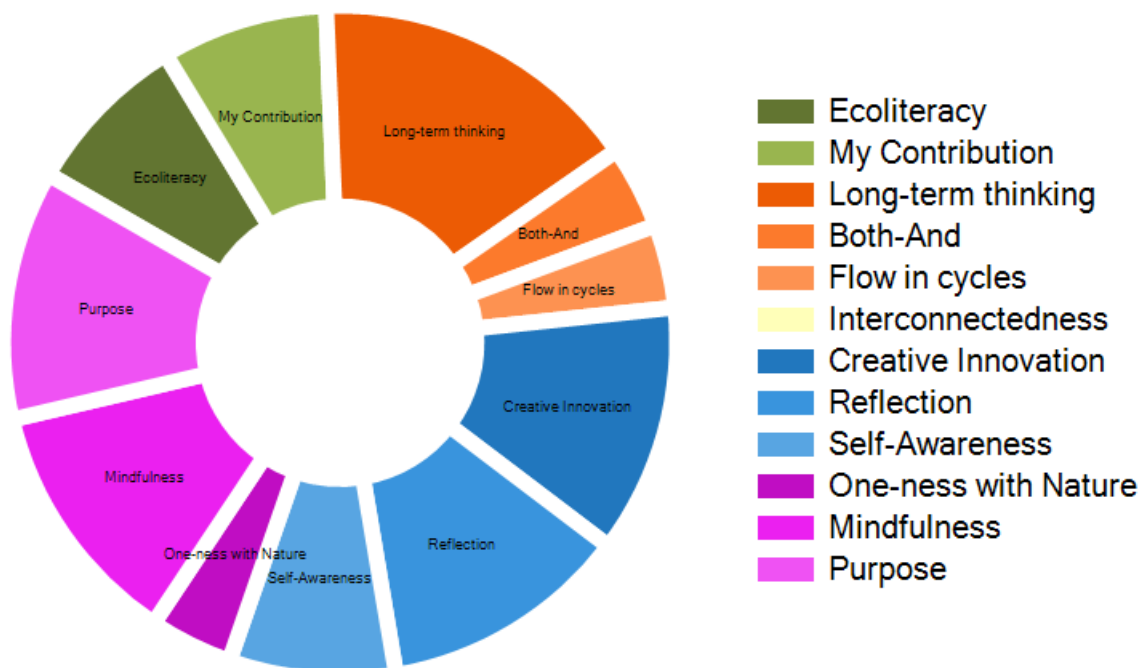 My Contribution
Long-term thinking
Ecoliteracy
Both-And
Flow in cycles
Purpose
Creative Innovation
Mindfulness
Reflection
One-ness with Nature
Self-Awareness
Ecoliteracy
My Contribution
Long-term thinking
Both-And
Flow in cycles
Interconnectedness
Creative Innovation
Reflection
Self-Awareness
One-ness with Nature
Mindfulness
Purpose